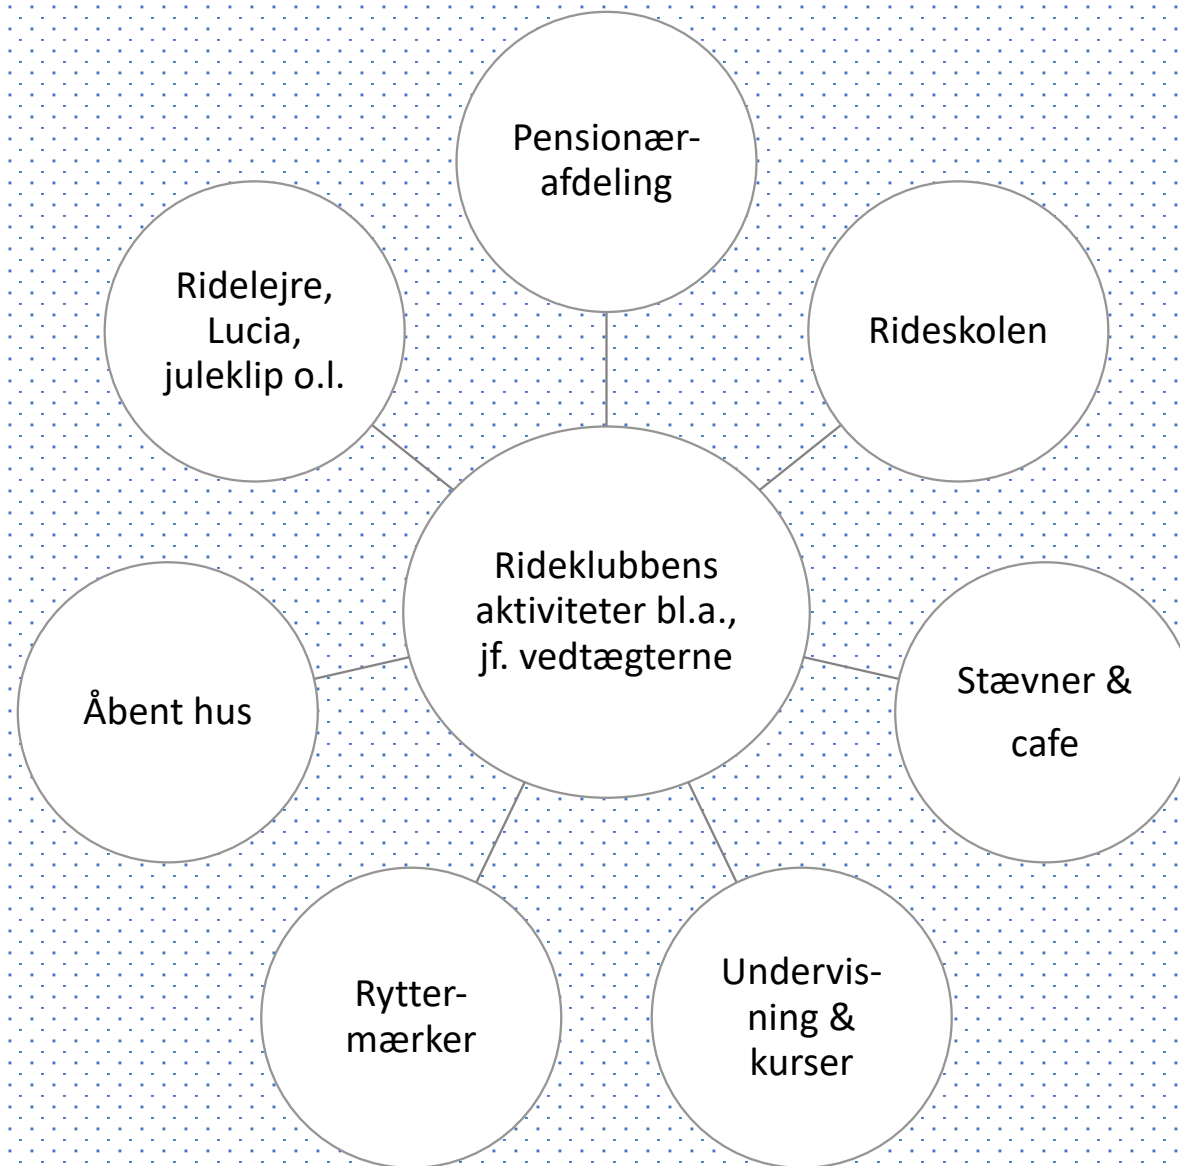 Pensionær-
afdeling
Ridelejre,
Lucia,
juleklip o.l.
Rideskolen
Rideklubbens
aktiviteter bl.a.,
jf. vedtægterne
Åbent hus
Stævner &
cafe
Rytter-
mærker
Undervis-
ning &
kurser